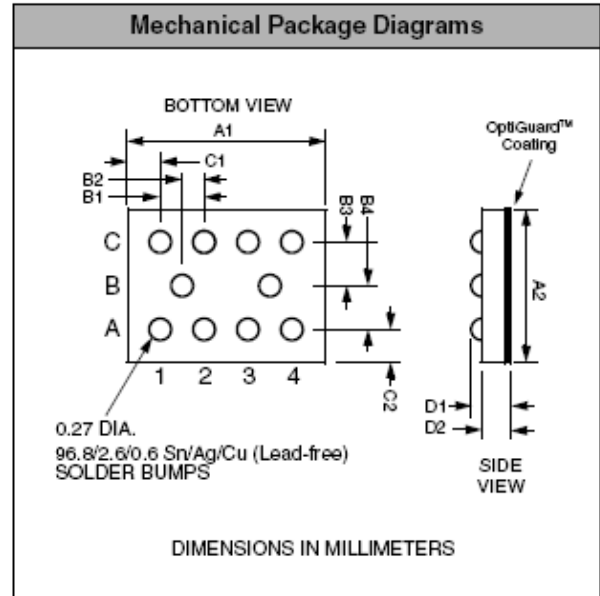 Mechanical Package Diagrams
BOTTOM VIEW
A1
OptiGuard™
Coating
C1
B2
B1
B3
B4
C
B
A
A2
1 2 3 4
C2
D1
D2
0.27 DIA.
96.8/2.6/0.6 Sn/Ag/Cu (Lead-free)
SOLDER BUMPS
SIDE
VIEW
DIMENSIONS IN MILLIMETERS